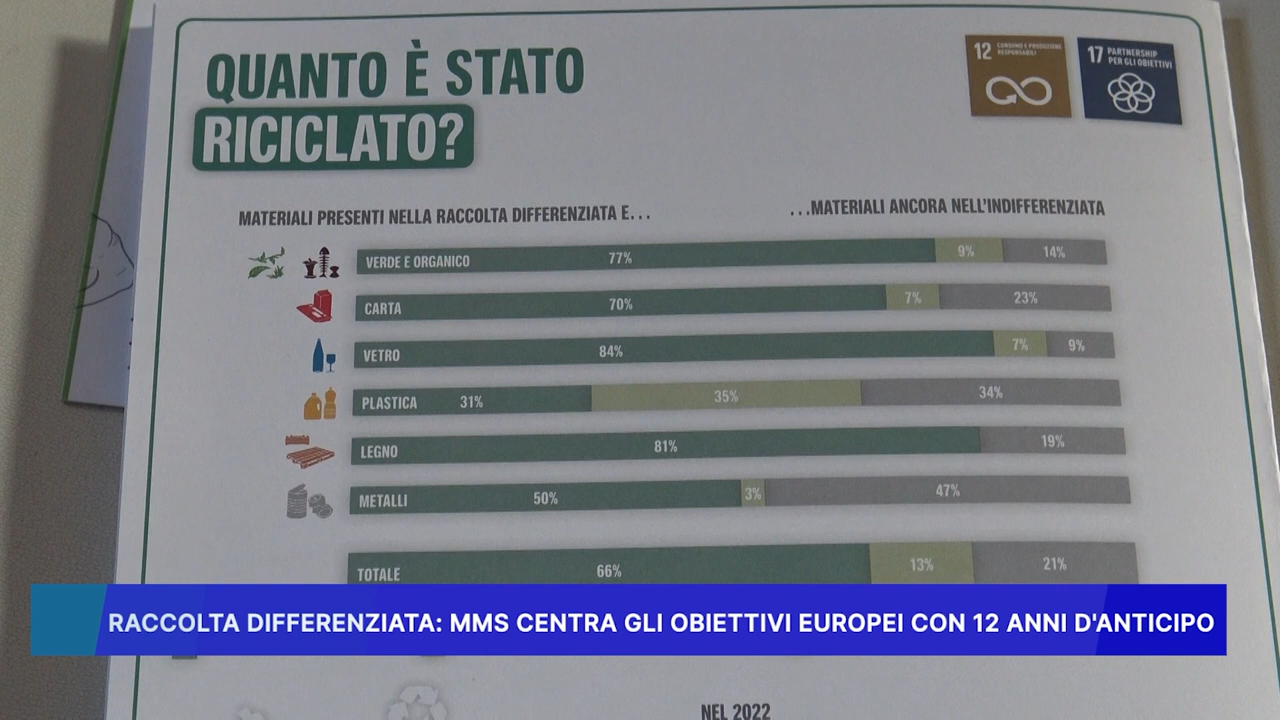 QUANTO È STATO
RICICLATO?
12 CONSUMO E PRODUZIONE
RESPONSABILI
17 PARTNERSHIP
PER GLI OBIETTIVI
MATERIALI PRESENTI NELLA RACCOLTA DIFFERENZIATA E...
...MATERIALI ANCORA NELL'INDIFFERENZIATA
VERDE E ORGANICO 77% 9% 14%
CARTA 70% 7% 23%
VETRO 84% 7% 9%
PLASTICA 31% 35% 34%
LEGNO 81% 19%
METALLI 50% 3% 47%
TOTALE 66% 13% 21%
RACCOLTA DIFFERENZIATA: MMS CENTRA GLI OBIETTIVI EUROPEI CON 12 ANNI D'ANTICIPO
NEL 2022